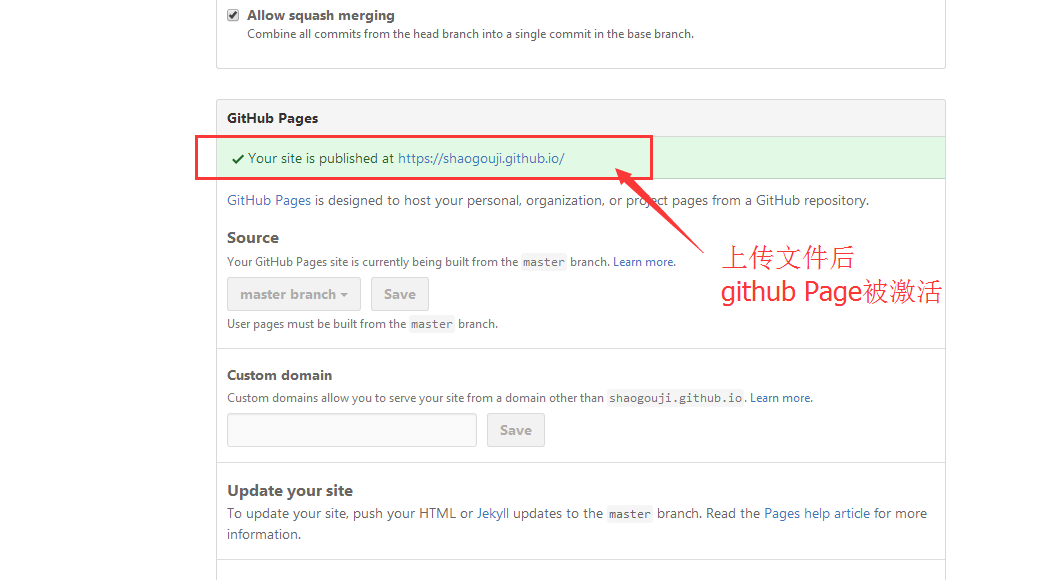 Allow squash merging
Combine all commits from the head branch into a single commit in the base branch.
GitHub Pages
Your site is published at https://shaogouji.github.io/
GitHub Pages is designed to host your personal, organization, or project pages from a GitHub repository.
Source
Your GitHub Pages site is currently being built from the master branch. Learn more.
上传文件后
github Page被激活
master branch
Save
User pages must be built from the master branch.
Custom domain
Custom domains allow you to serve your site from a domain other than shaogouji.github.io. Learn more.
Save
Update your site
To update your site, push your HTML or Jekyll updates to the master branch. Read the Pages help article for more
information.